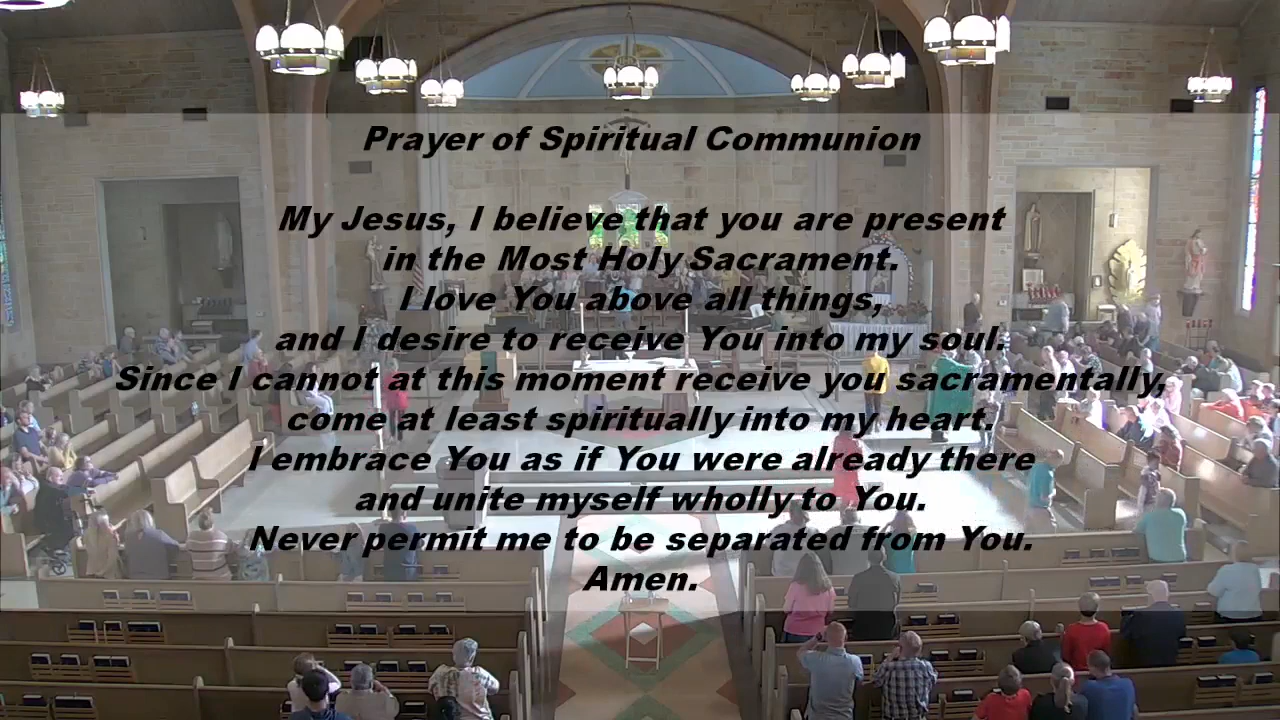 Prayer of Spiritual Communion
My Jesus, I believe that you are present
in the Most Holy Sacrament.
I love You above all things,
and I desire to receive You into my soul.
Since I cannot at this moment receive you sacramentally,
come at least spiritually into my heart.
I embrace You as if You were already there
and unite myself wholly to You.
Never permit me to be separated from You.
Amen.